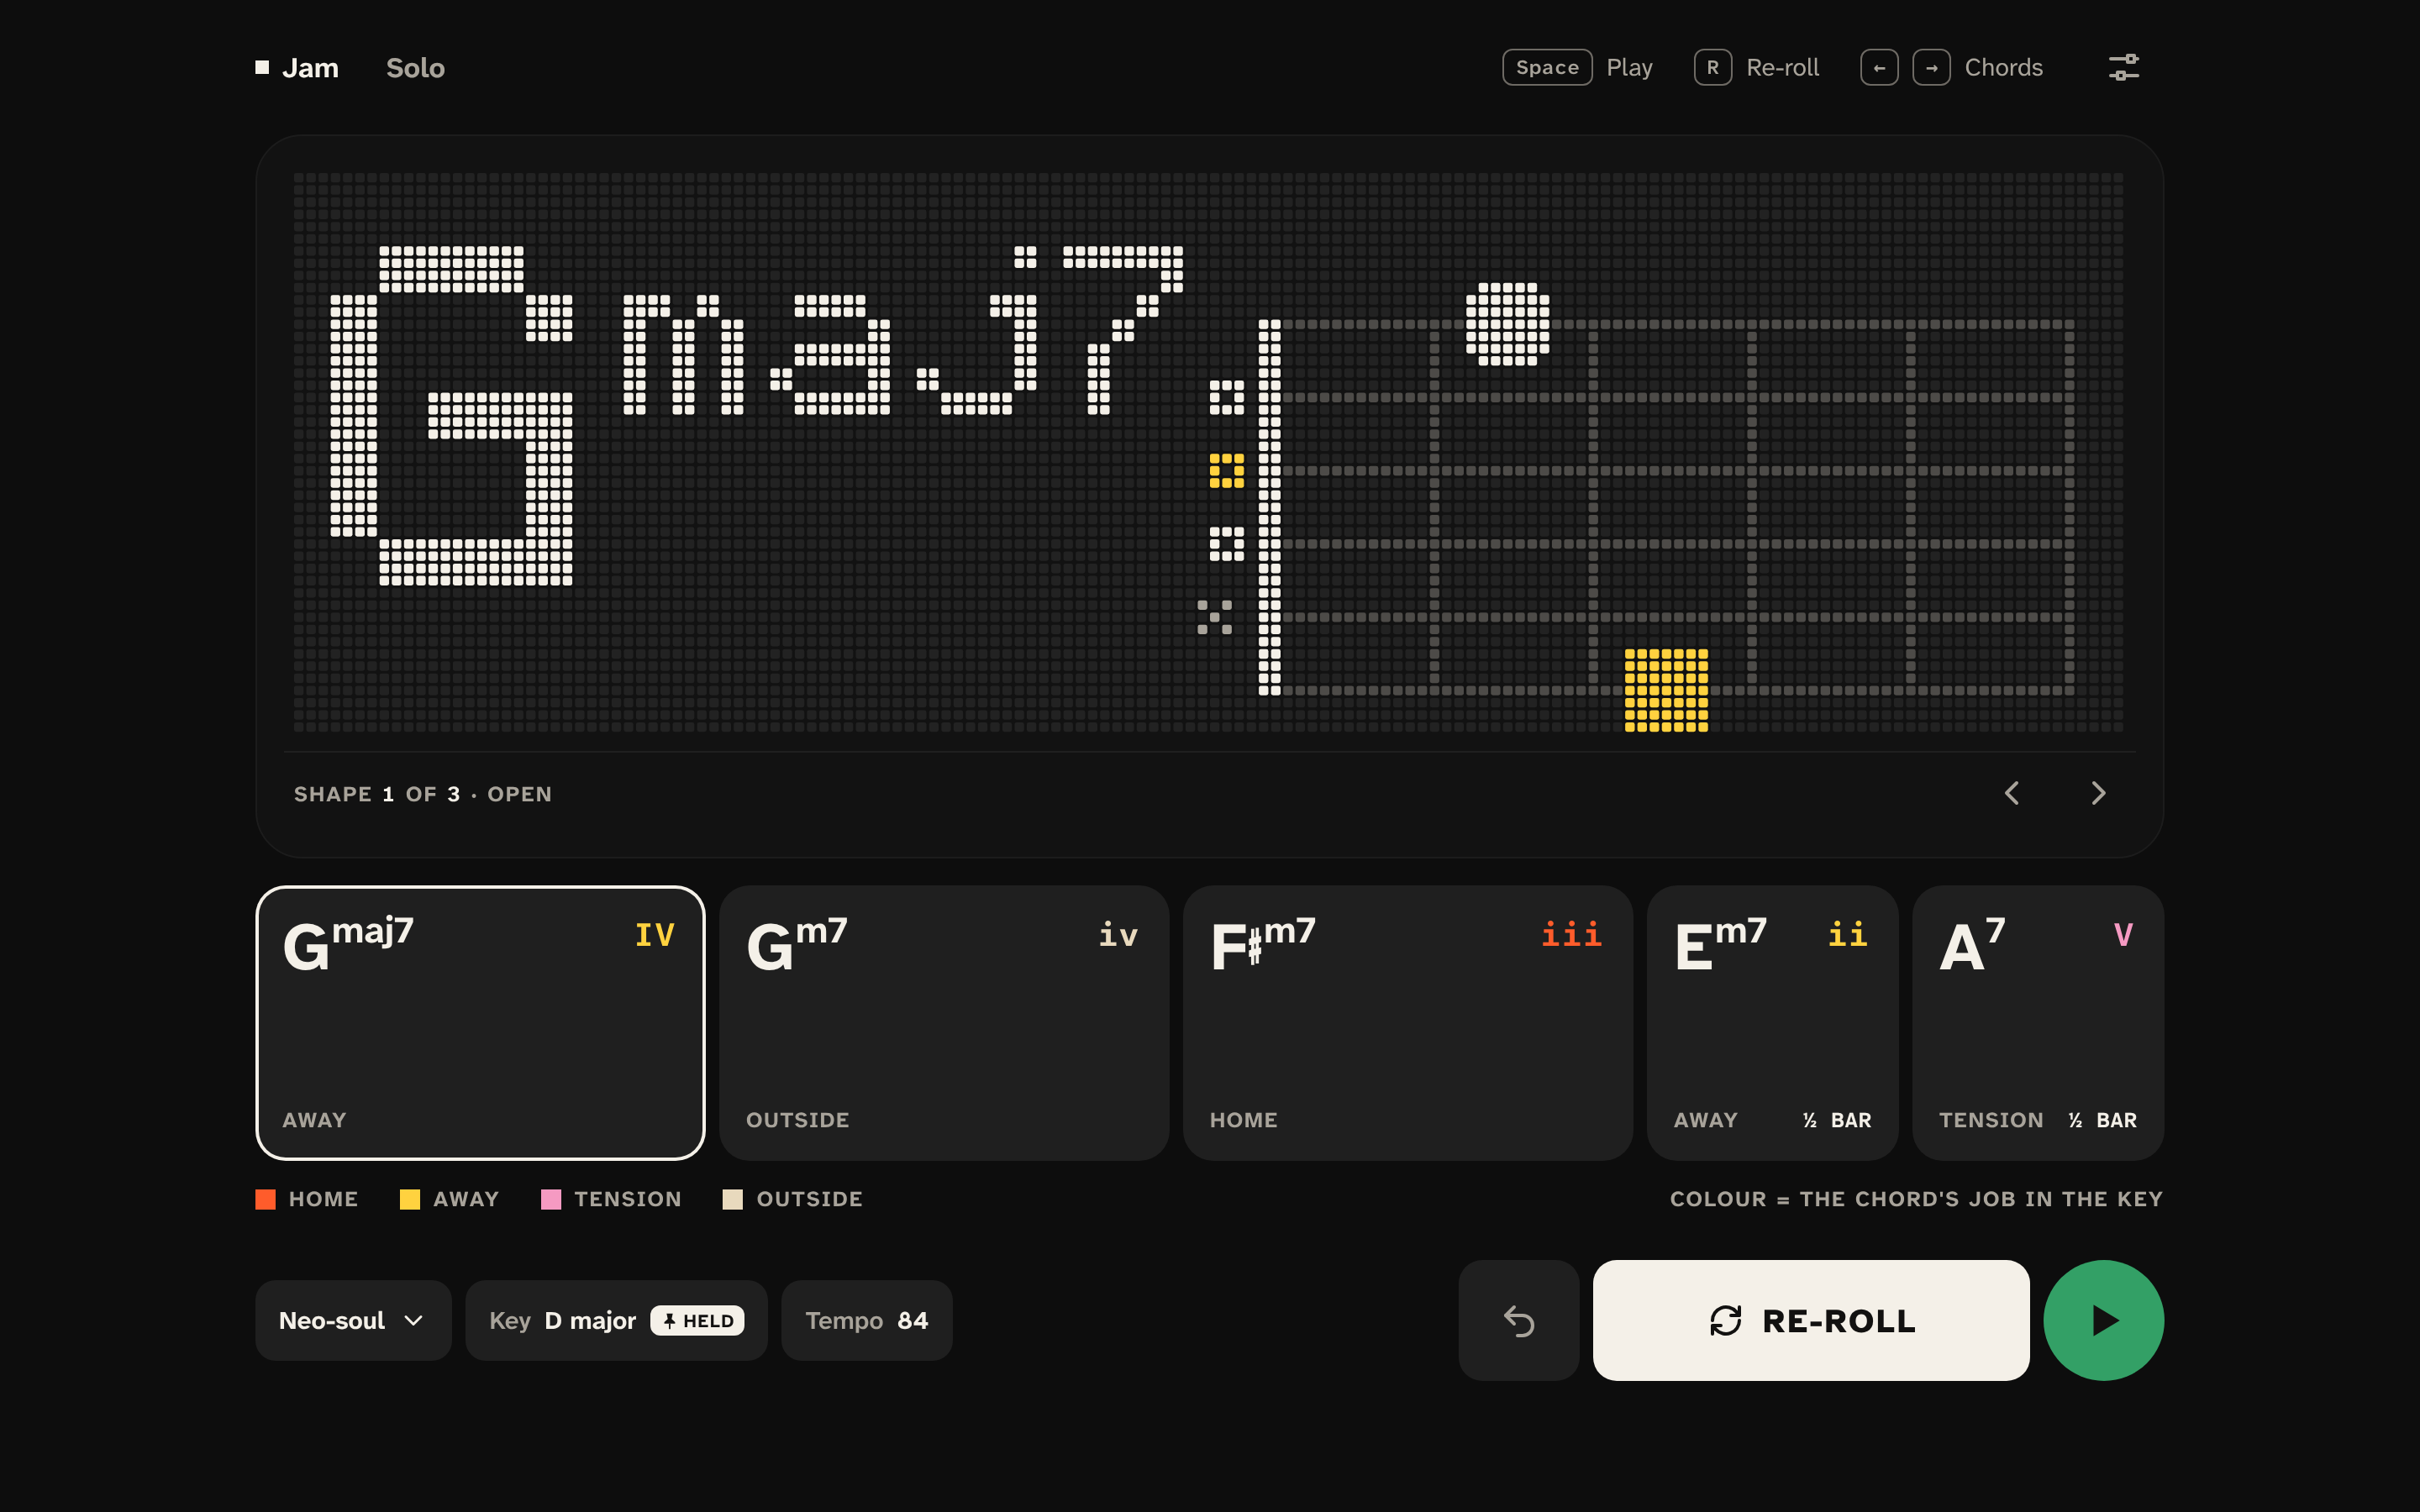 Jam Solo Space Play R Re-roll ← → Chords
Gmaj7
SHAPE 1 OF 3 · OPEN
Gmaj7 IV Gm7 iv F♯m7 iii Em7 ii A7 V
AWAY OUTSIDE HOME AWAY ½ BAR TENSION ½ BAR
HOME AWAY TENSION OUTSIDE COLOUR = THE CHORD'S JOB IN THE KEY
Neo-soul Key D major HELD Tempo 84 RE-ROLL